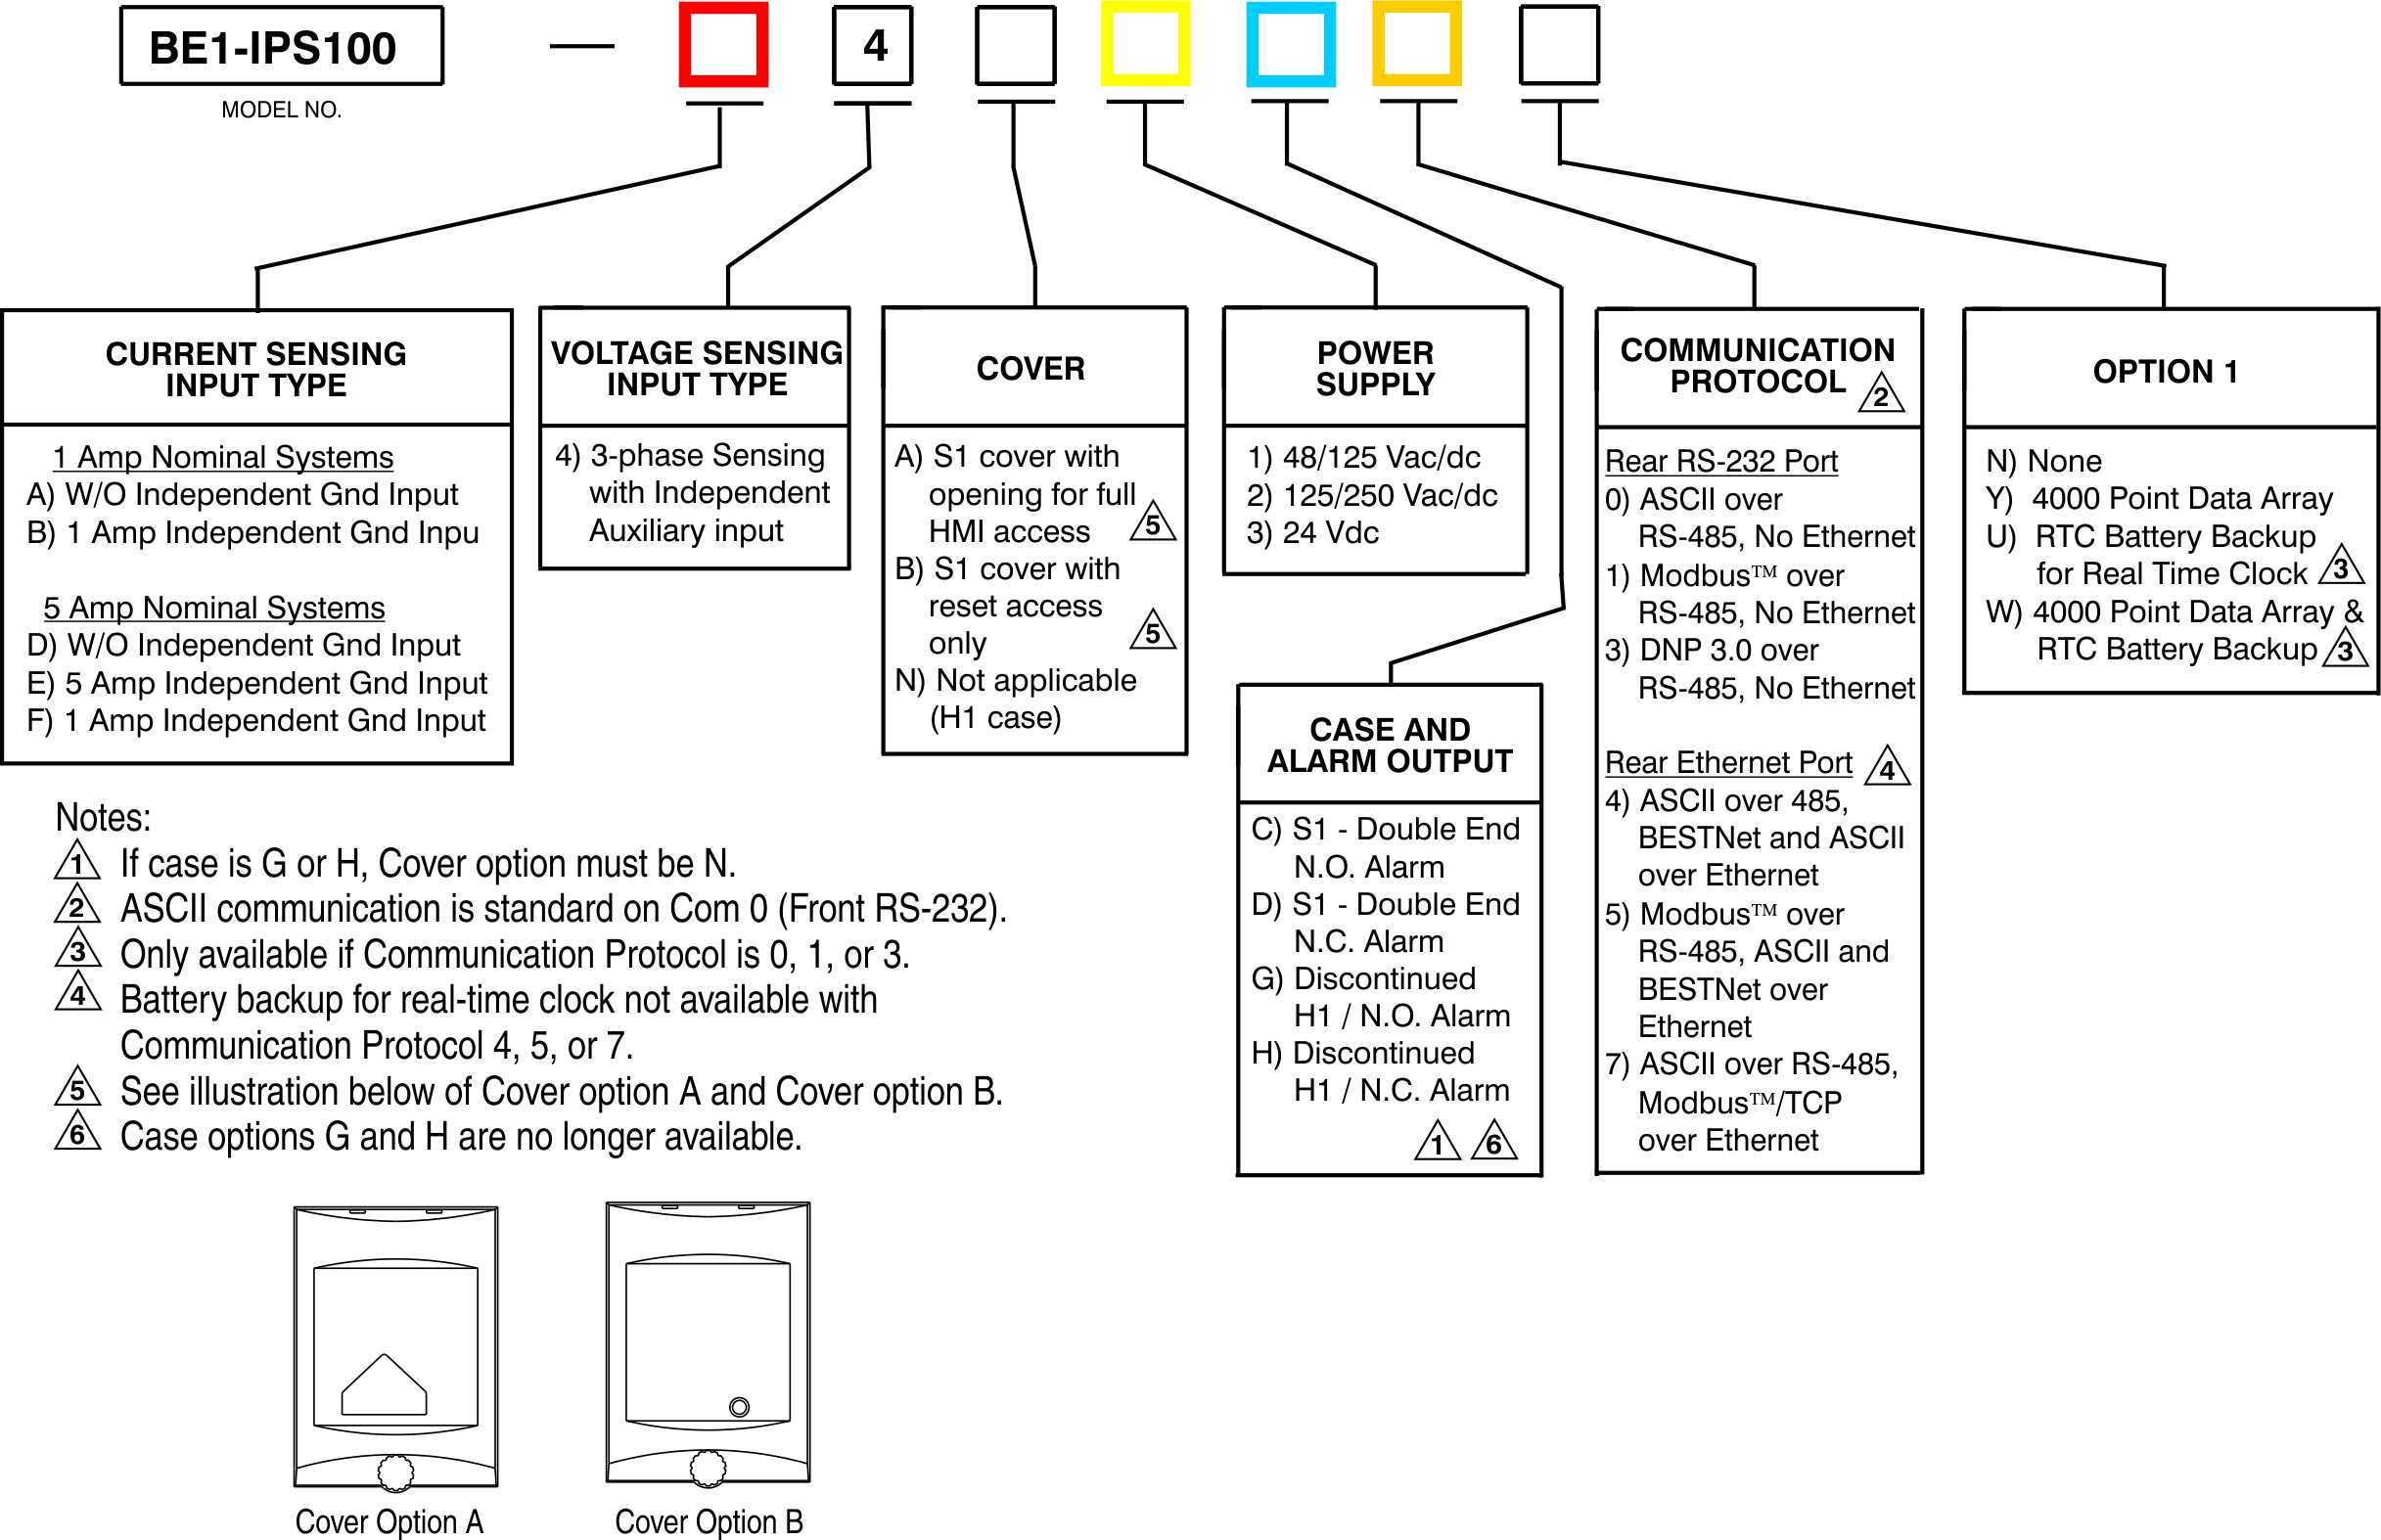 BE1-IPS100
4
MODEL NO.
CURRENT SENSING
INPUT TYPE
1 Amp Nominal Systems
A) W/O Independent Gnd Input
B) 1 Amp Independent Gnd Inpu
5 Amp Nominal Systems
D) W/O Independent Gnd Input
E) 5 Amp Independent Gnd Input
F) 1 Amp Independent Gnd Input
VOLTAGE SENSING
INPUT TYPE
4) 3-phase Sensing
with Independent
Auxiliary input
COVER
A) S1 cover with
opening for full
HMI access 5
B) S1 cover with
reset access
only 5
N) Not applicable
(H1 case)
POWER
SUPPLY
1) 48/125 Vac/dc
2) 125/250 Vac/dc
3) 24 Vdc
CASE AND
ALARM OUTPUT
C) S1 - Double End
N.O. Alarm
D) S1 - Double End
N.C. Alarm
G) Discontinued
H1 / N.O. Alarm
H) Discontinued
H1 / N.C. Alarm
1 6
COMMUNICATION
PROTOCOL 2
Rear RS-232 Port
0) ASCII over
RS-485, No Ethernet
1) Modbus™ over
RS-485, No Ethernet
3) DNP 3.0 over
RS-485, No Ethernet
Rear Ethernet Port 4
4) ASCII over 485,
BESTNet and ASCII
over Ethernet
5) Modbus™ over
RS-485, ASCII and
BESTNet over
Ethernet
7) ASCII over RS-485,
Modbus™/TCP
over Ethernet
OPTION 1
N) None
Y) 4000 Point Data Array
U) RTC Battery Backup
for Real Time Clock 3
W) 4000 Point Data Array &
RTC Battery Backup 3
Notes:
1 If case is G or H, Cover option must be N.
2 ASCII communication is standard on Com 0 (Front RS-232).
3 Only available if Communication Protocol is 0, 1, or 3.
4 Battery backup for real-time clock not available with
Communication Protocol 4, 5, or 7.
5 See illustration below of Cover option A and Cover option B.
6 Case options G and H are no longer available.
Cover Option A
Cover Option B